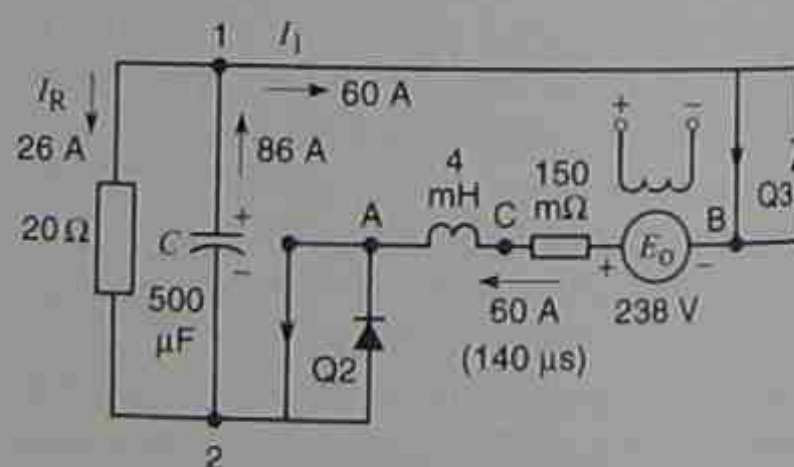 1
I₁
60 A
I_R
26 A
86 A
4
mH
150
mΩ
+ −
Q3
20 Ω
C
+
−
500
μF
A
C
B
+
E₀
−
60 A
(140 μs)
238 V
Q2
2